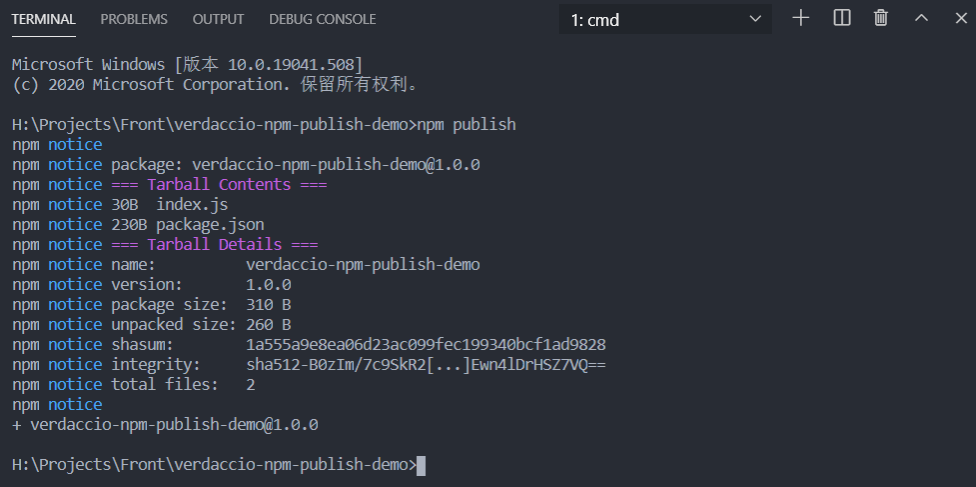 TERMINAL PROBLEMS OUTPUT DEBUG CONSOLE 1: cmd
Microsoft Windows [版本 10.0.19041.508]
(c) 2020 Microsoft Corporation. 保留所有权利。
H:\Projects\Front\verdaccio-npm-publish-demo>npm publish
npm notice
npm notice package: verdaccio-npm-publish-demo@1.0.0
npm notice === Tarball Contents ===
npm notice 30B  index.js
npm notice 230B package.json
npm notice === Tarball Details ===
npm notice name:          verdaccio-npm-publish-demo
npm notice version:       1.0.0
npm notice package size:  310 B
npm notice unpacked size: 260 B
npm notice shasum:        1a555a9e8ea06d23ac099fec199340bcf1ad9828
npm notice integrity:     sha512-B0zIm/7c9SkR2[...]Ewn4lDrHSZ7VQ==
npm notice total files:   2
npm notice
+ verdaccio-npm-publish-demo@1.0.0
H:\Projects\Front\verdaccio-npm-publish-demo>